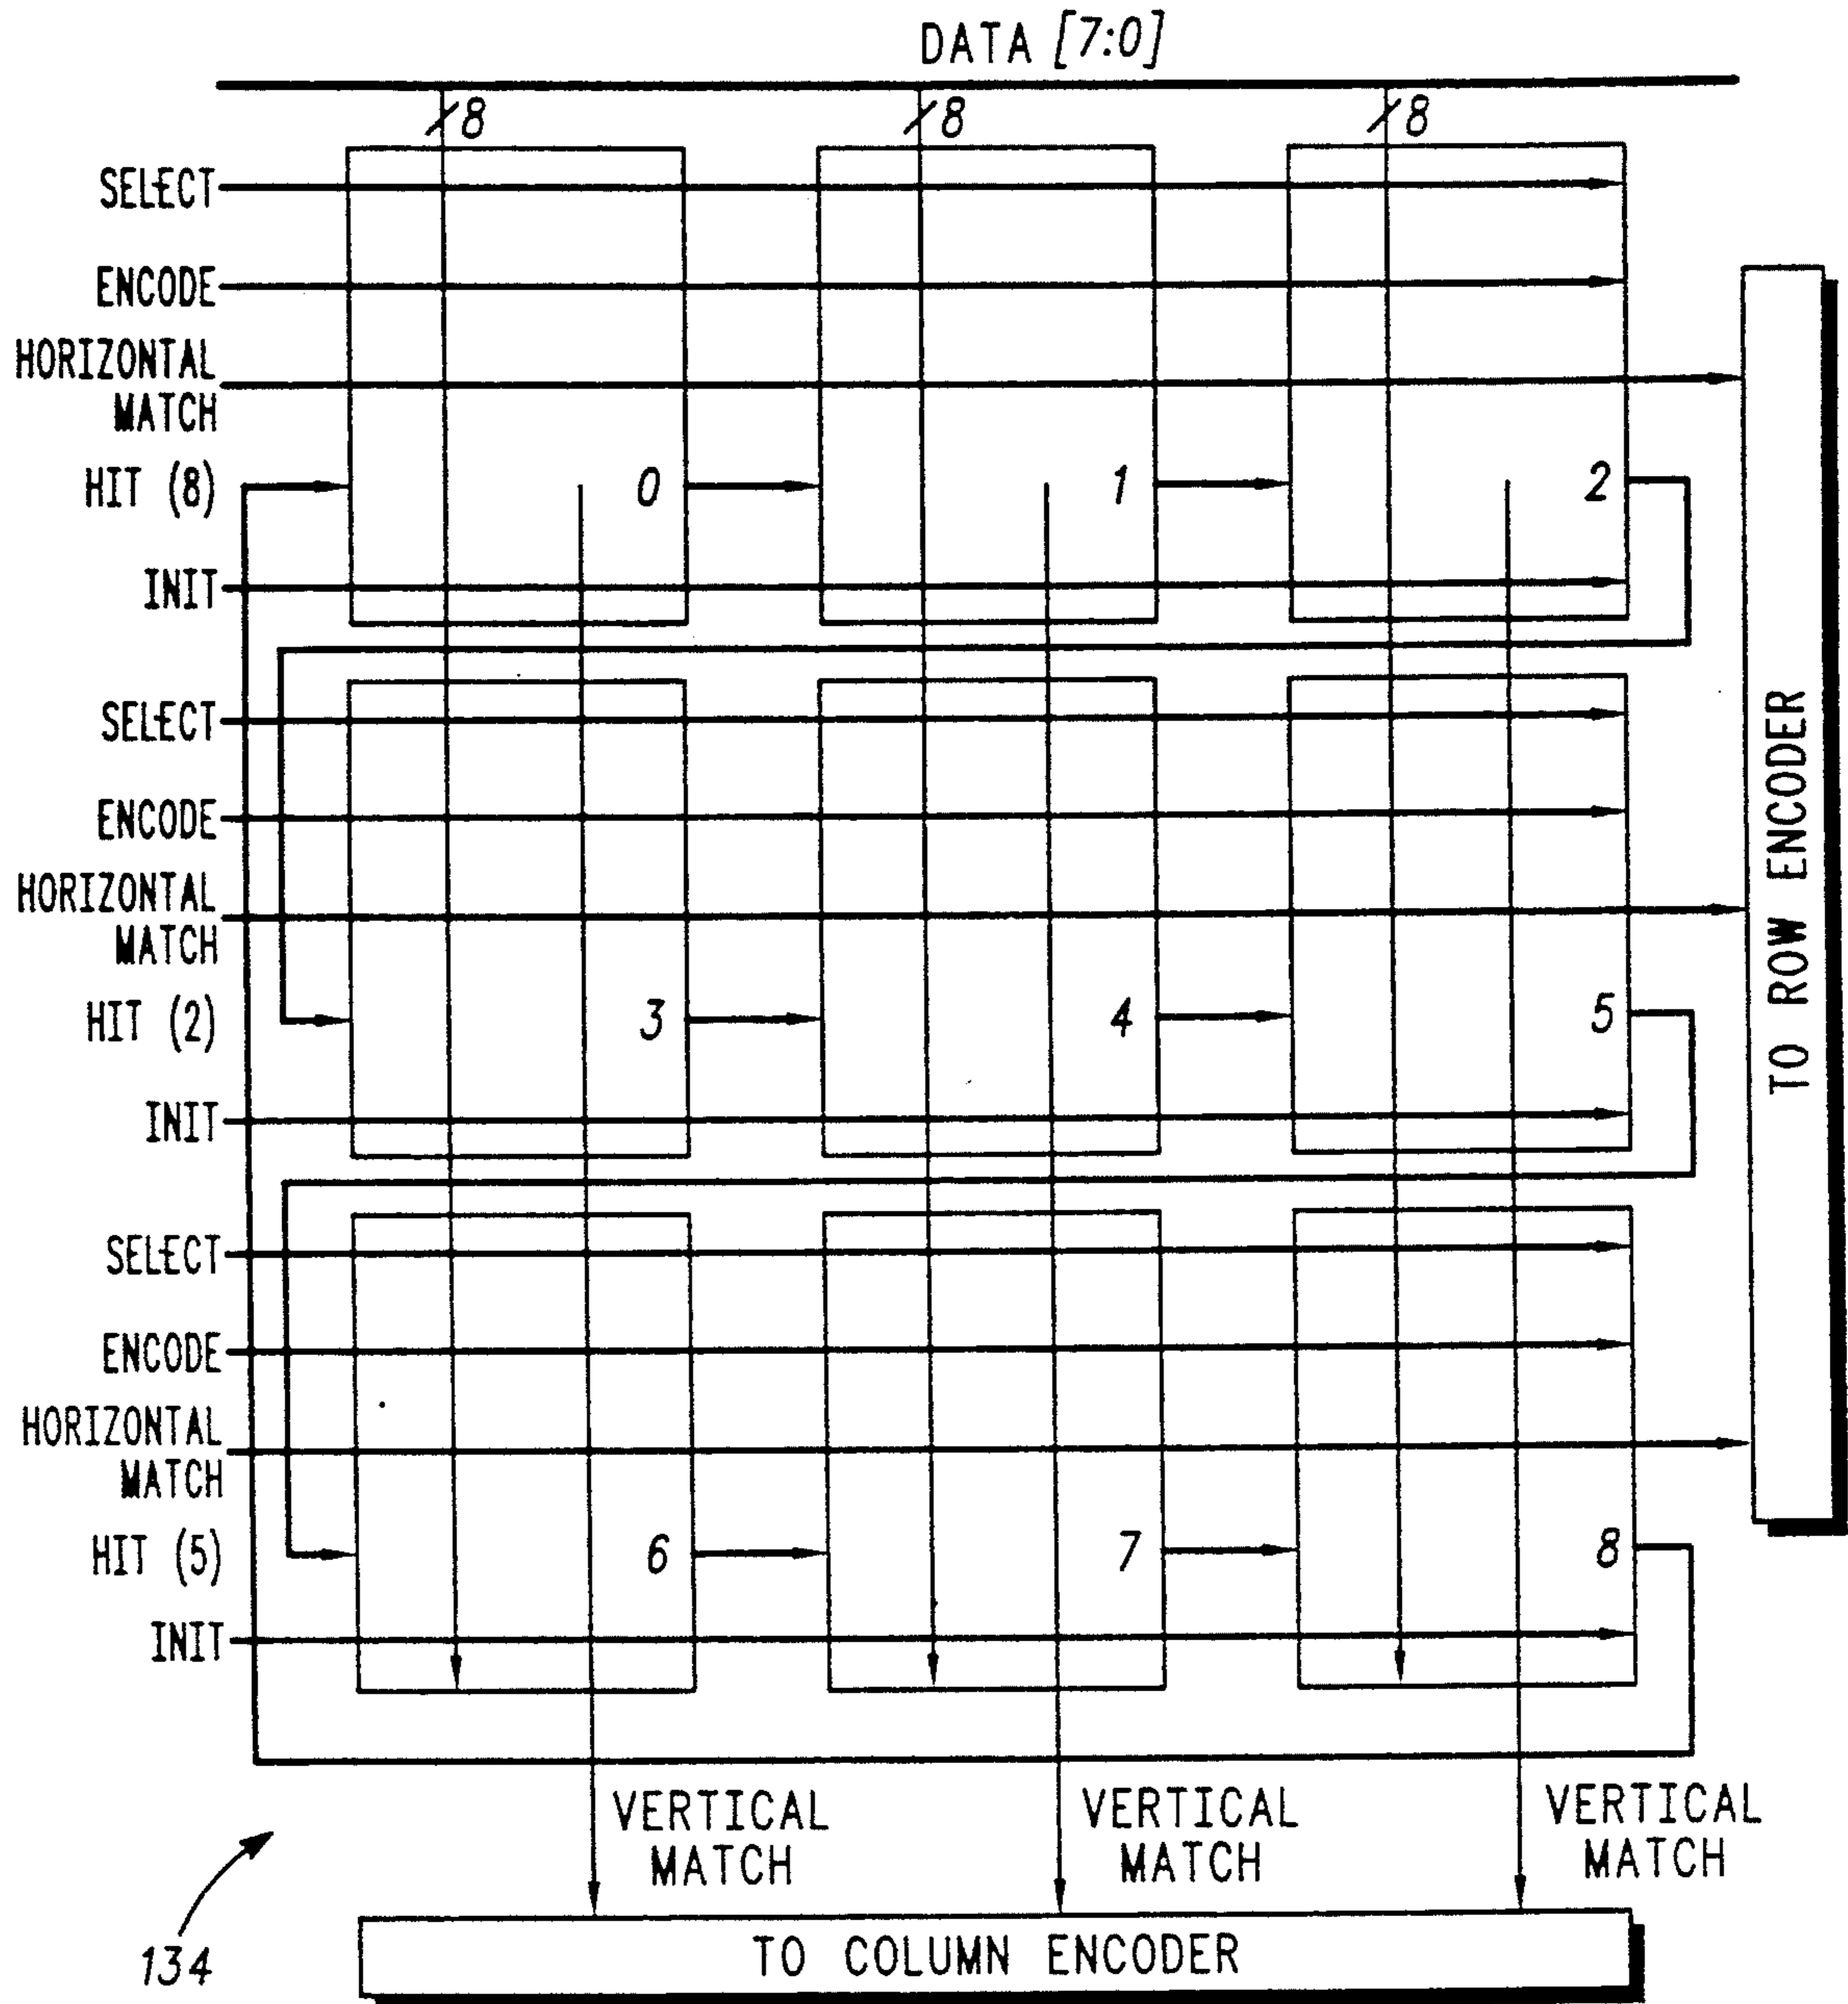 DATA [7:0]
8 8 8
SELECT
ENCODE
HORIZONTAL
MATCH
HIT (8) 0 1 2
INIT
SELECT
ENCODE
HORIZONTAL
MATCH
HIT (2) 3 4 5
INIT
SELECT
ENCODE
HORIZONTAL
MATCH
HIT (5) 6 7 8
INIT
TO ROW ENCODER
VERTICAL
MATCH
VERTICAL
MATCH
VERTICAL
MATCH
134
TO COLUMN ENCODER